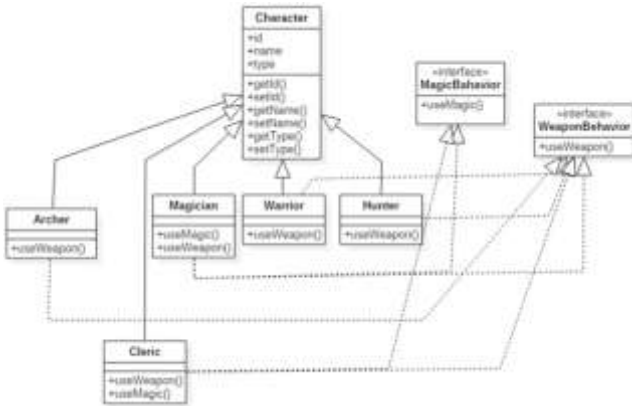 Character
+id
+name
+type
+getId()
+setId()
+getName()
+setName()
+getType()
+setType()
«interface»
MagicBahavior
+useMagic()
«interface»
WeaponBehavior
+useWeapon()
Archer
+useWeapon()
Magician
+useMagic()
+useWeapon()
Warrior
+useWeapon()
Hunter
+useWeapon()
Cleric
+useWeapon()
+useMagic()